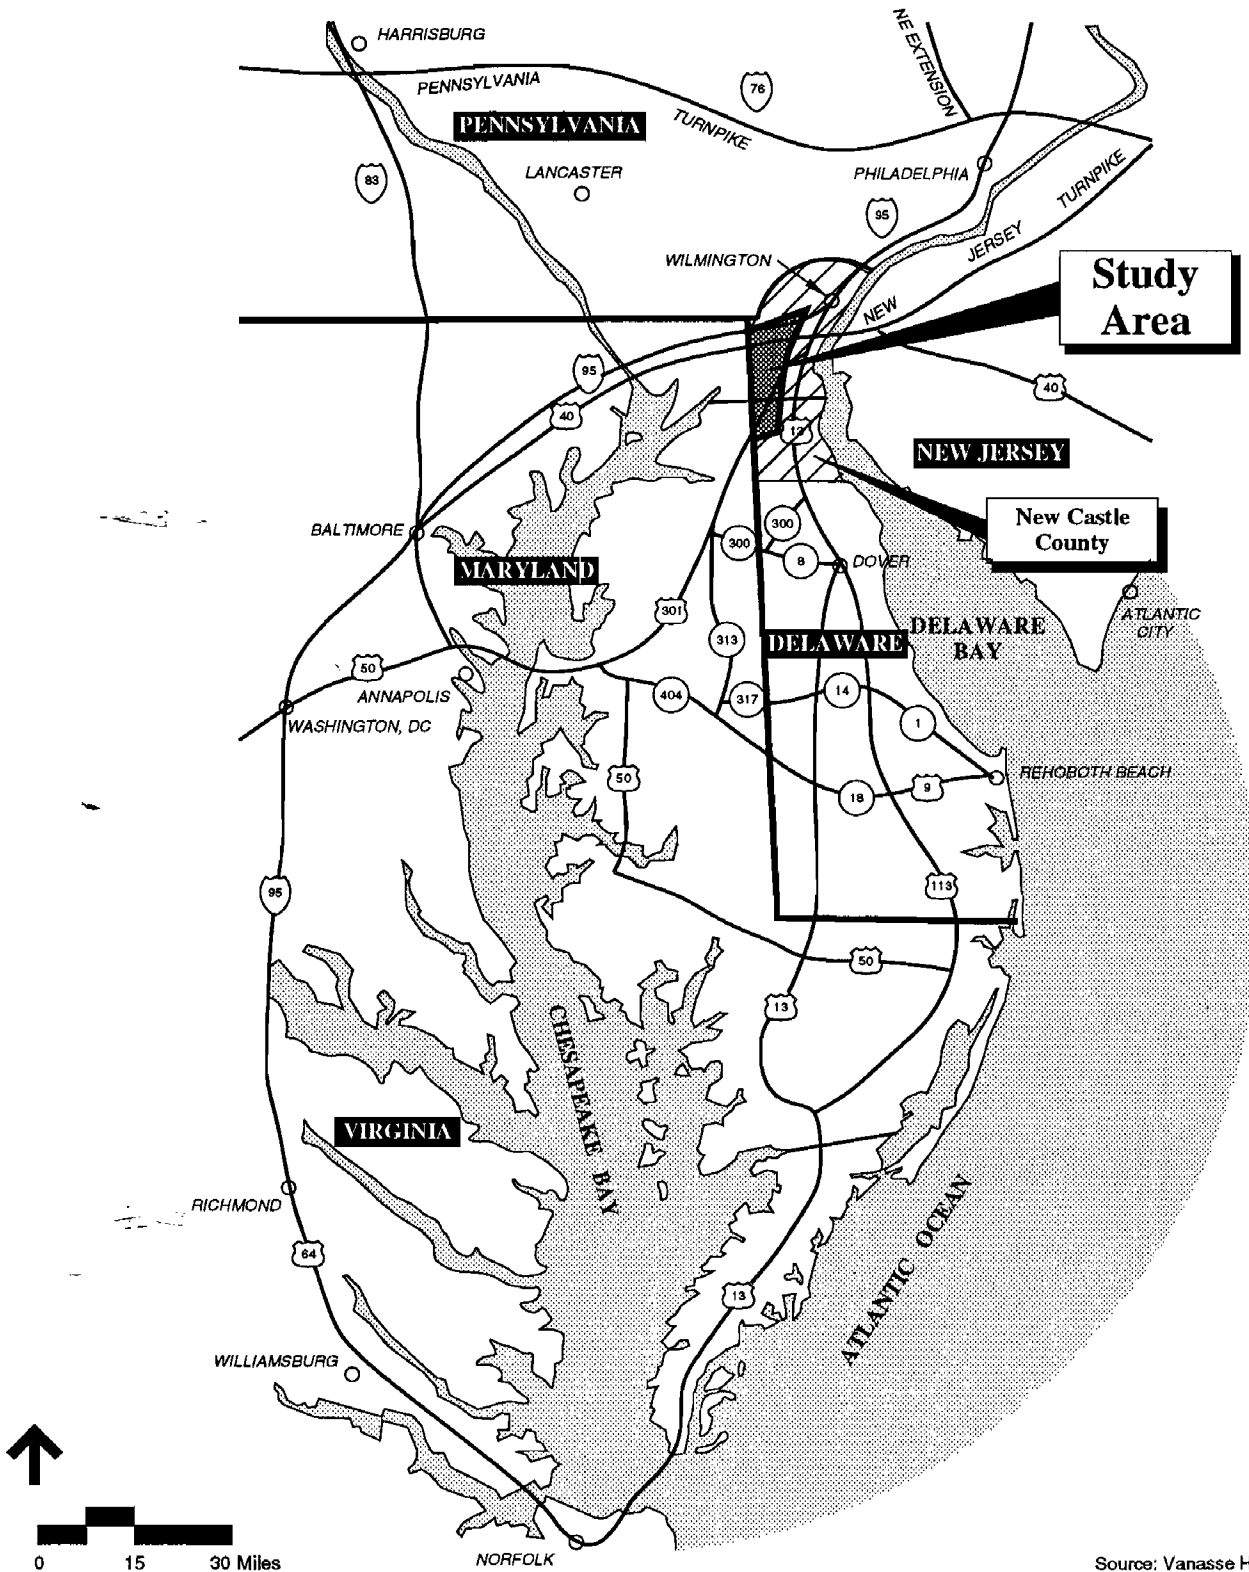 HARRISBURG
PENNSYLVANIA
TURNPIKE
76
NE EXTENSION
PENNSYLVANIA
83
LANCASTER
PHILADELPHIA
95
TURNPIKE
JERSEY
NEW
WILMINGTON
Study
Area
95
40
40
13
NEW JERSEY
New Castle
County
BALTIMORE
300
300
8
DOVER
MARYLAND
301
313
DELAWARE
DELAWARE
BAY
ATLANTIC
CITY
50
ANNAPOLIS
WASHINGTON, DC
404
317
14
1
50
18
9
REHOBOTH BEACH
95
113
50
13
CHESAPEAKE BAY
VIRGINIA
RICHMOND
64
ATLANTIC OCEAN
13
WILLIAMSBURG
NORFOLK
0 15 30 Miles
Source: Vanasse H